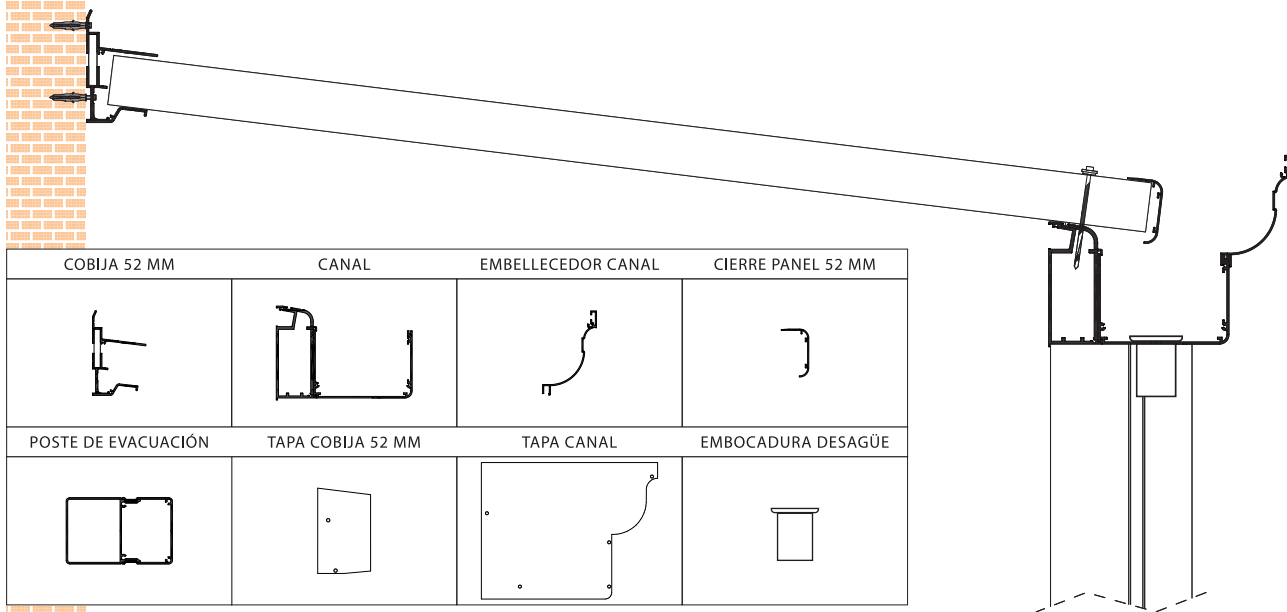 COBIJA 52 MM
CANAL
EMBELLECEDOR CANAL
CIERRE PANEL 52 MM
POSTE DE EVACUACIÓN
TAPA COBIJA 52 MM
TAPA CANAL
EMBOCADURA DESAGÜE